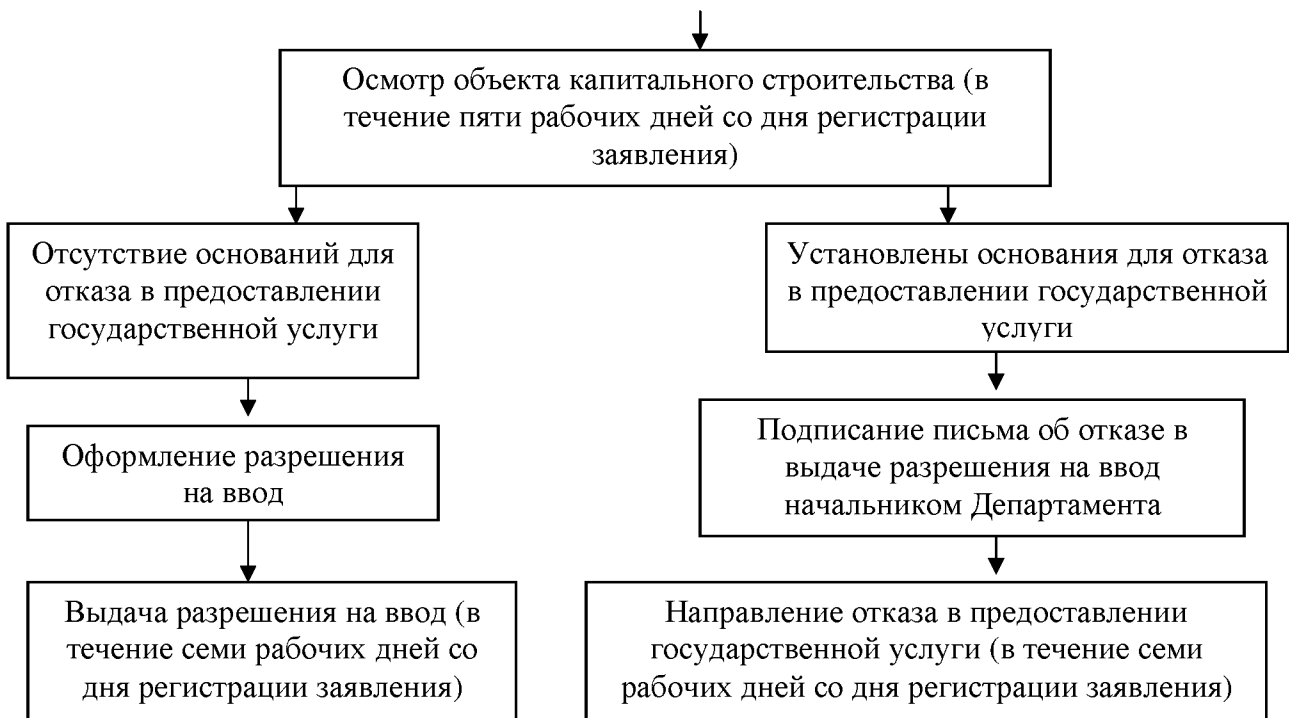 Осмотр объекта капитального строительства (в
течение пяти рабочих дней со дня регистрации
заявления)
Отсутствие оснований для
отказа в предоставлении
государственной услуги
Оформление разрешения
на ввод
Выдача разрешения на ввод (в
течение семи рабочих дней со
дня регистрации заявления)
Установлены основания для отказа
в предоставлении государственной
услуги
Подписание письма об отказе в
выдаче разрешения на ввод
начальником Департамента
Направление отказа в предоставлении
государственной услуги (в течение семи
рабочих дней со дня регистрации заявления)